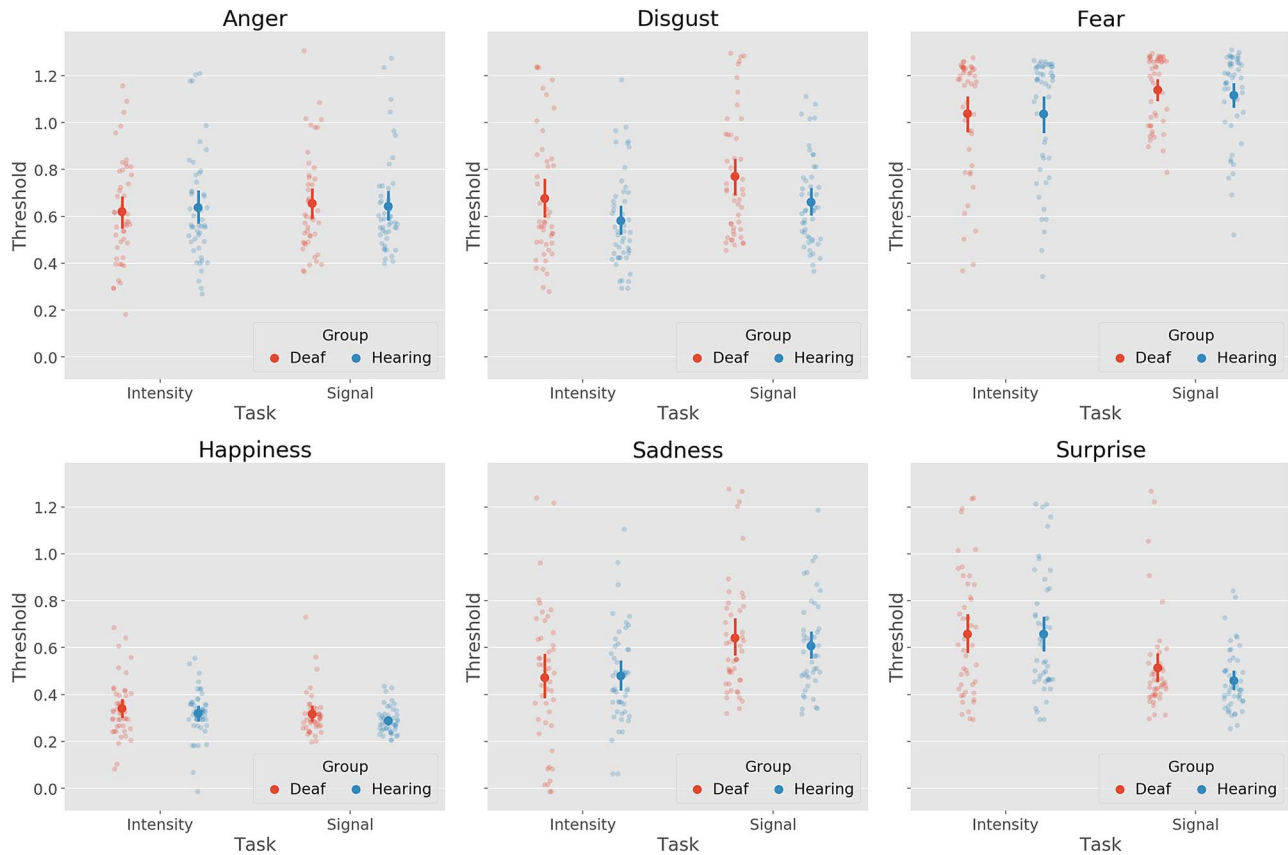 Anger
Disgust
Fear
Threshold
1.2
1.0
0.8
0.6
0.4
0.2
0.0
Group
Deaf Hearing
Intensity Signal
Task
Threshold
Group
Deaf Hearing
Intensity Signal
Task
Threshold
Group
Deaf Hearing
Intensity Signal
Task
Happiness
Sadness
Surprise
Threshold
1.2
1.0
0.8
0.6
0.4
0.2
0.0
Group
Deaf Hearing
Intensity Signal
Task
Threshold
Group
Deaf Hearing
Intensity Signal
Task
Threshold
Group
Deaf Hearing
Intensity Signal
Task